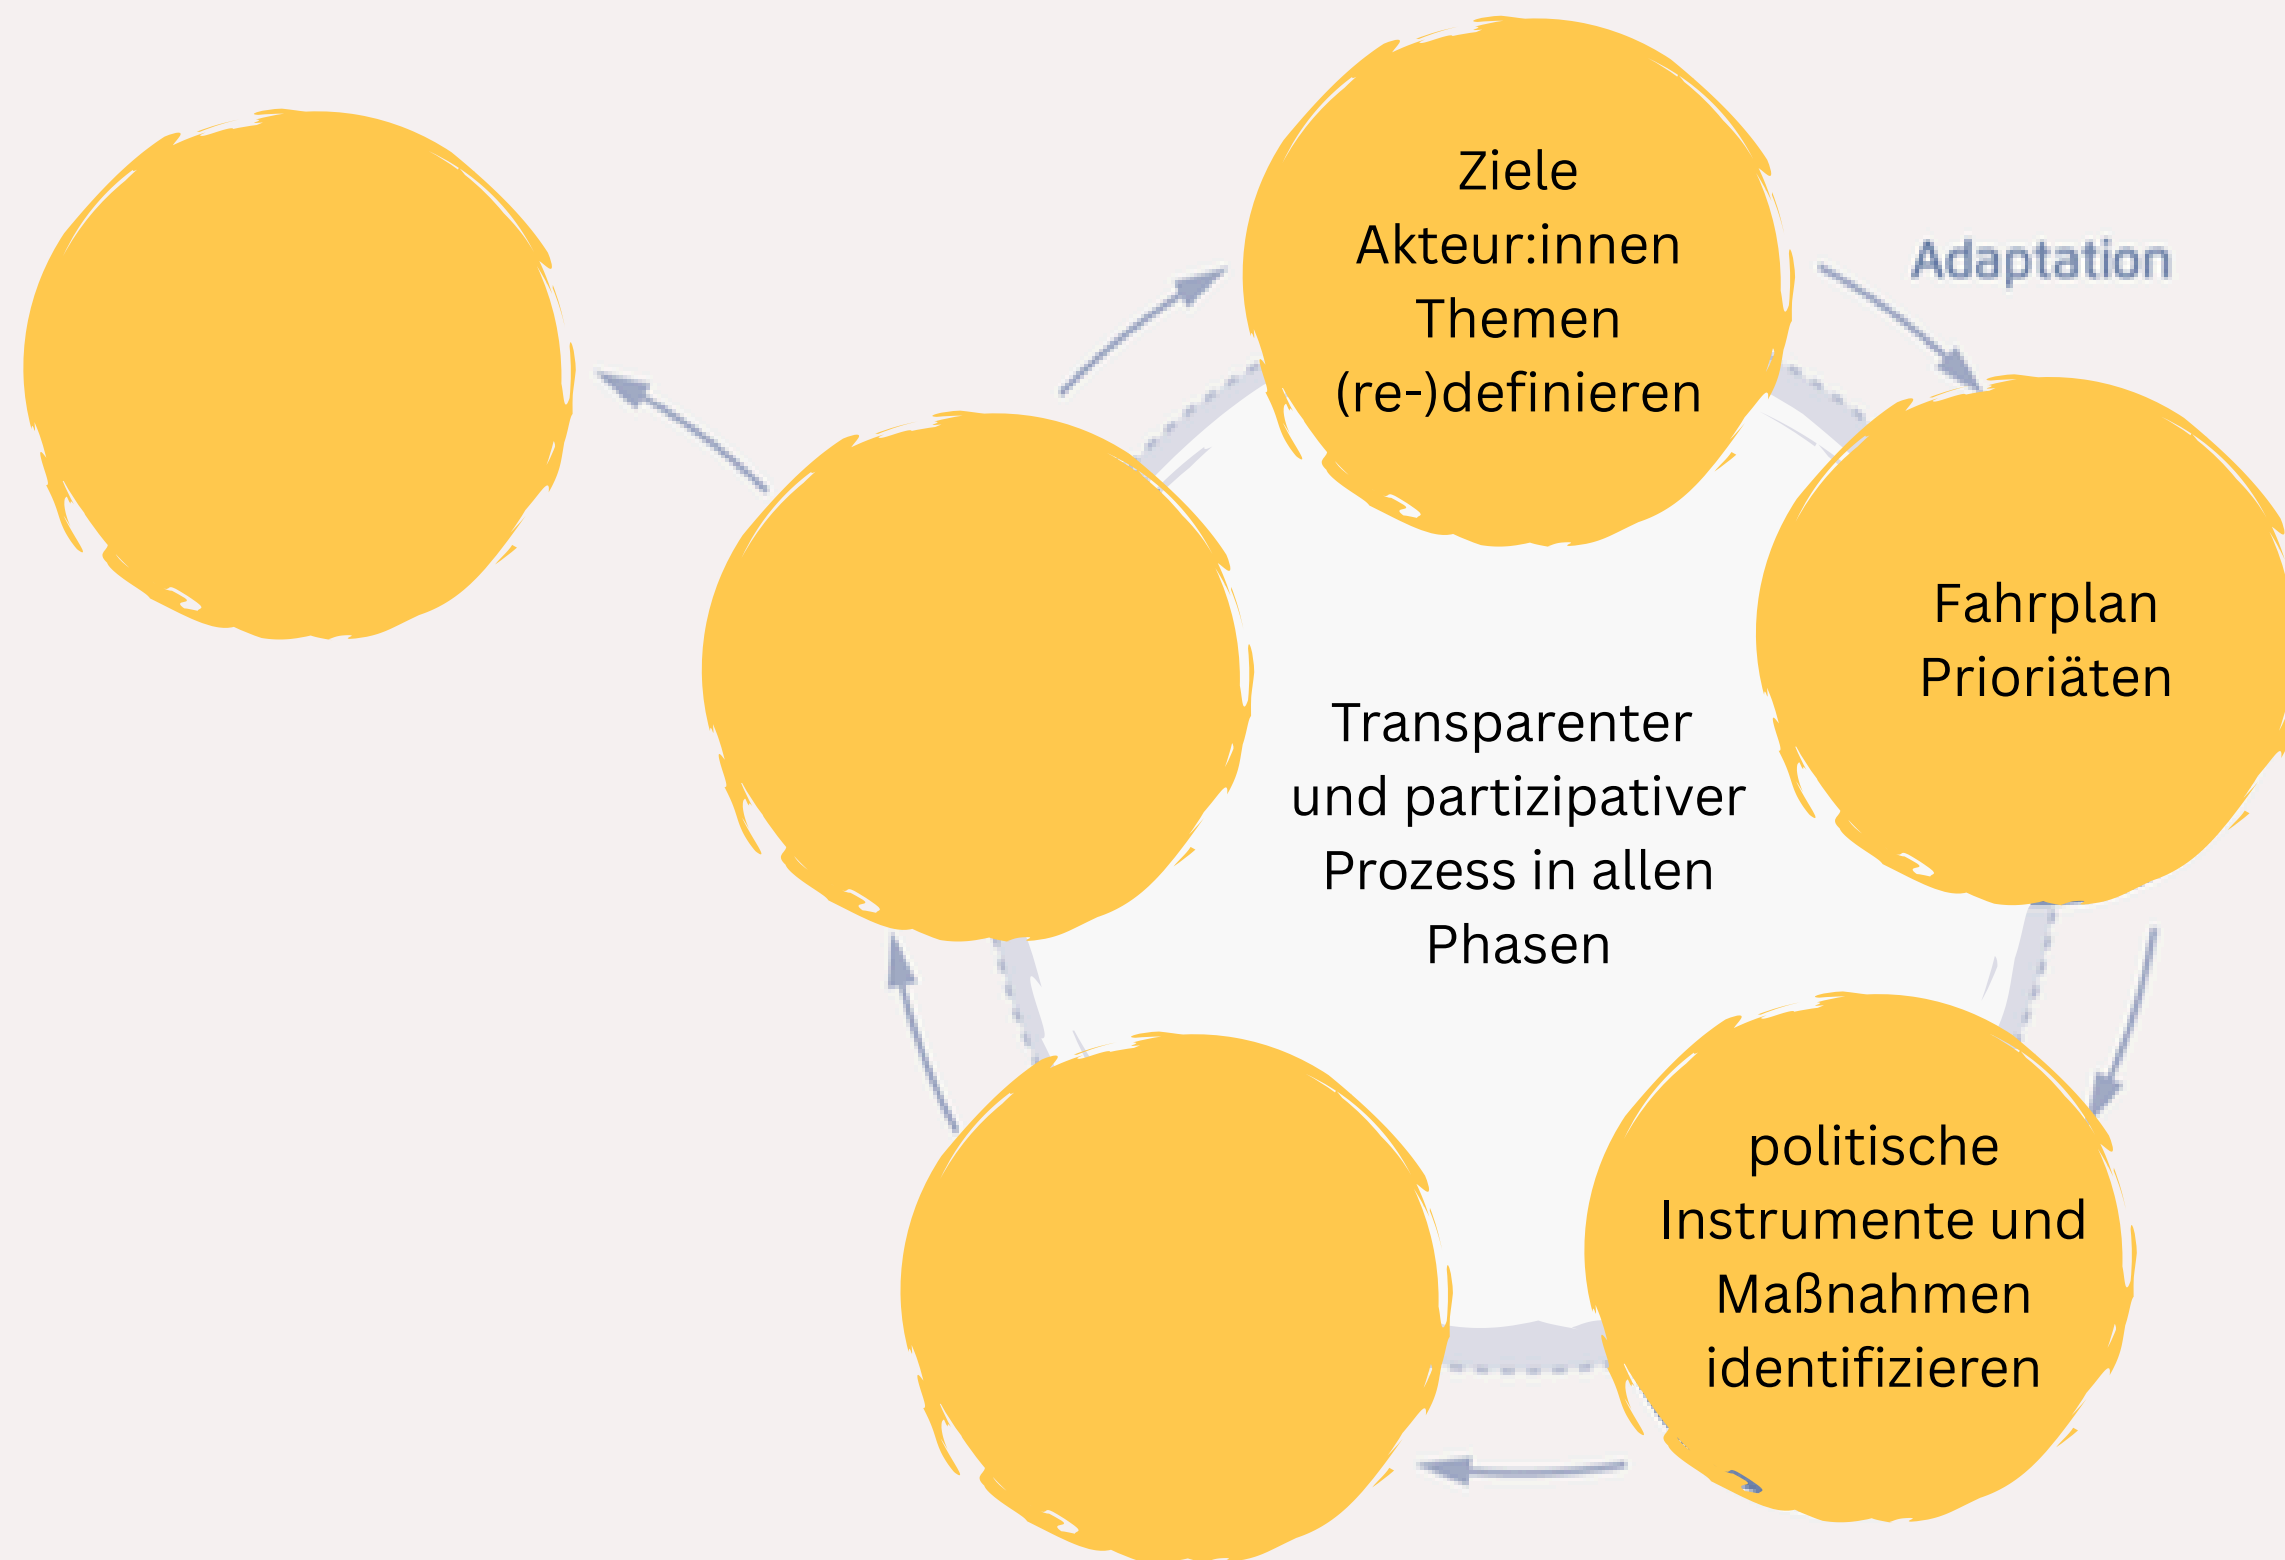 Ziele
Akteur:innen
Themen
(re-)definieren
Adaptation
Fahrplan
Prioriäten
Transparenter
und partizipativer
Prozess in allen
Phasen
politische
Instrumente und
Maßnahmen
identifizieren